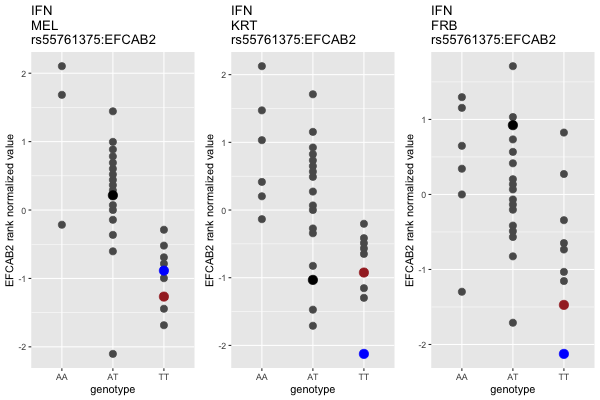 IFN
MEL
rs55761375:EFCAB2
EFCAB2 rank normalized value
2
1
0
-1
-2
AA
AT
TT
genotype
IFN
KRT
rs55761375:EFCAB2
EFCAB2 rank normalized value
2
1
0
-1
-2
AA
AT
TT
genotype
IFN
FRB
rs55761375:EFCAB2
EFCAB2 rank normalized value
1
0
-1
-2
AA
AT
TT
genotype